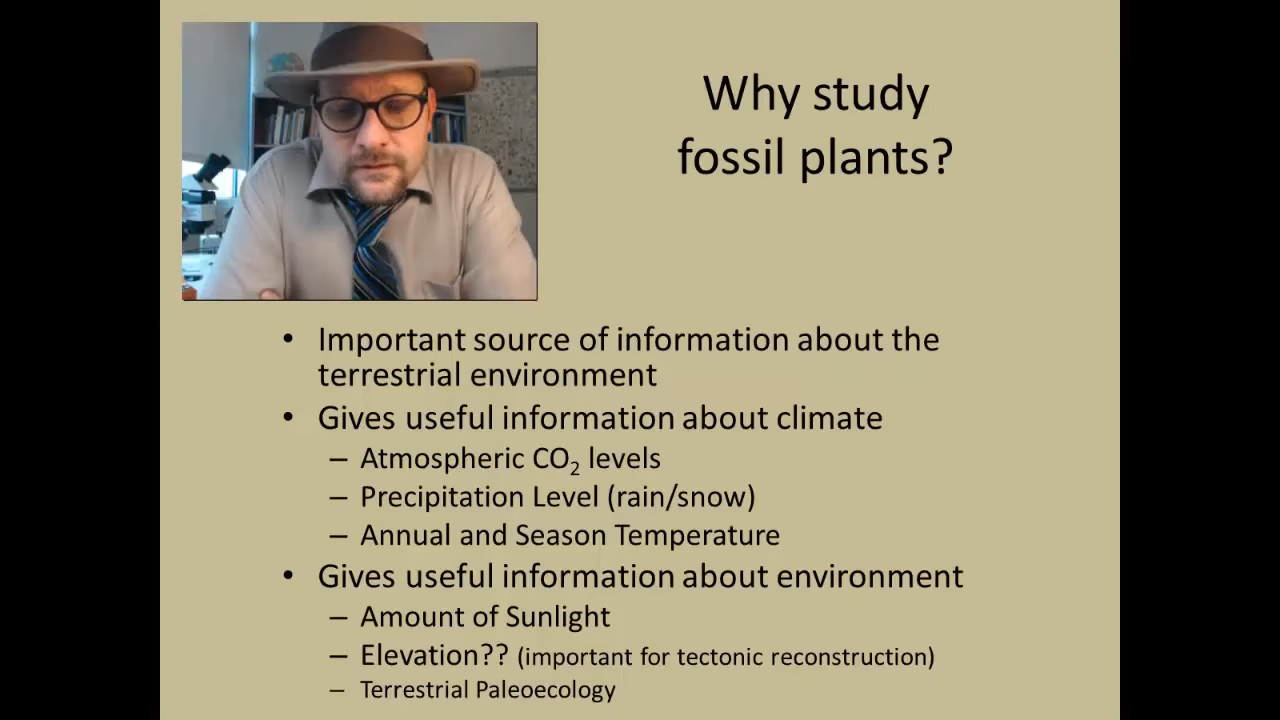 Why study
fossil plants?
• Important source of information about the
terrestrial environment
• Gives useful information about climate
– Atmospheric CO₂ levels
– Precipitation Level (rain/snow)
– Annual and Season Temperature
• Gives useful information about environment
– Amount of Sunlight
– Elevation?? (important for tectonic reconstruction)
– Terrestrial Paleoecology